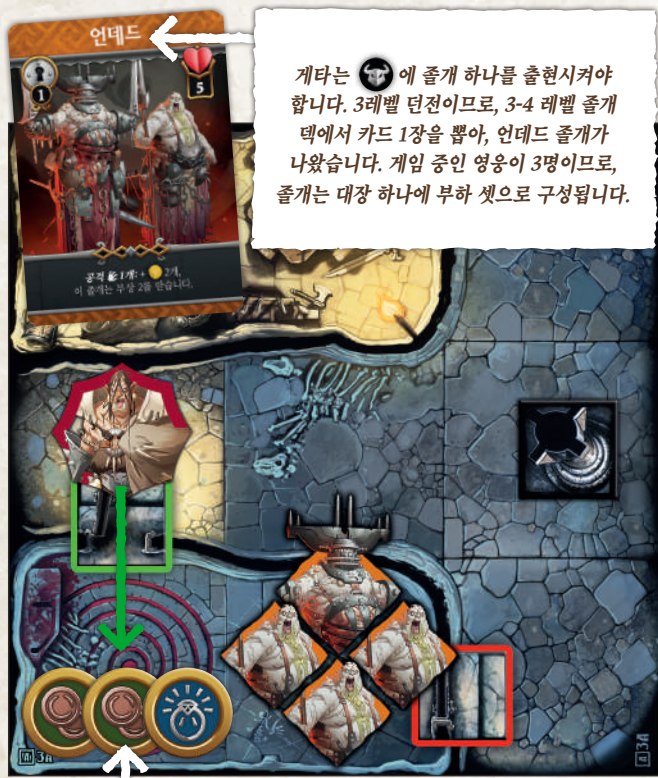 언데드
1
5
공격 1개: + 2개,
이 졸개는 부상 2를 받습니다.
게타는 에 졸개 하나를 출현시켜야
합니다. 3레벨 던전이므로, 3-4 레벨 졸개
덱에서 카드 1장을 뽑아, 언데드 졸개가
나왔습니다. 게임 중인 영웅이 3명이므로,
졸개는 대장 하나에 부하 셋으로 구성됩니다.
3A
3A